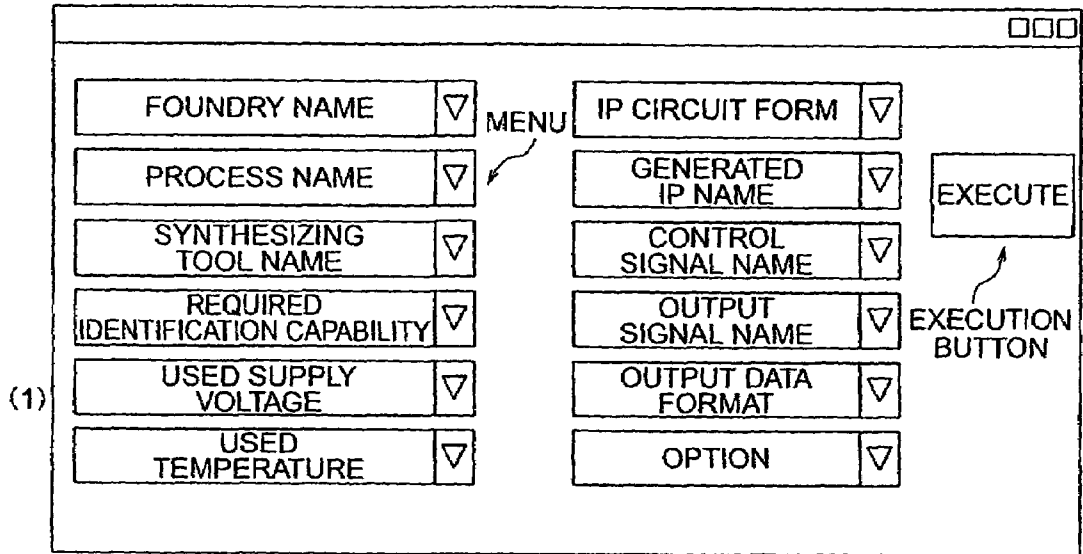 FOUNDRY NAME
PROCESS NAME
SYNTHESIZING
TOOL NAME
REQUIRED
IDENTIFICATION CAPABILITY
(1)
USED SUPPLY
VOLTAGE
USED
TEMPERATURE
MENU
IP CIRCUIT FORM
GENERATED
IP NAME
CONTROL
SIGNAL NAME
OUTPUT
SIGNAL NAME
OUTPUT DATA
FORMAT
OPTION
EXECUTE
EXECUTION
BUTTON